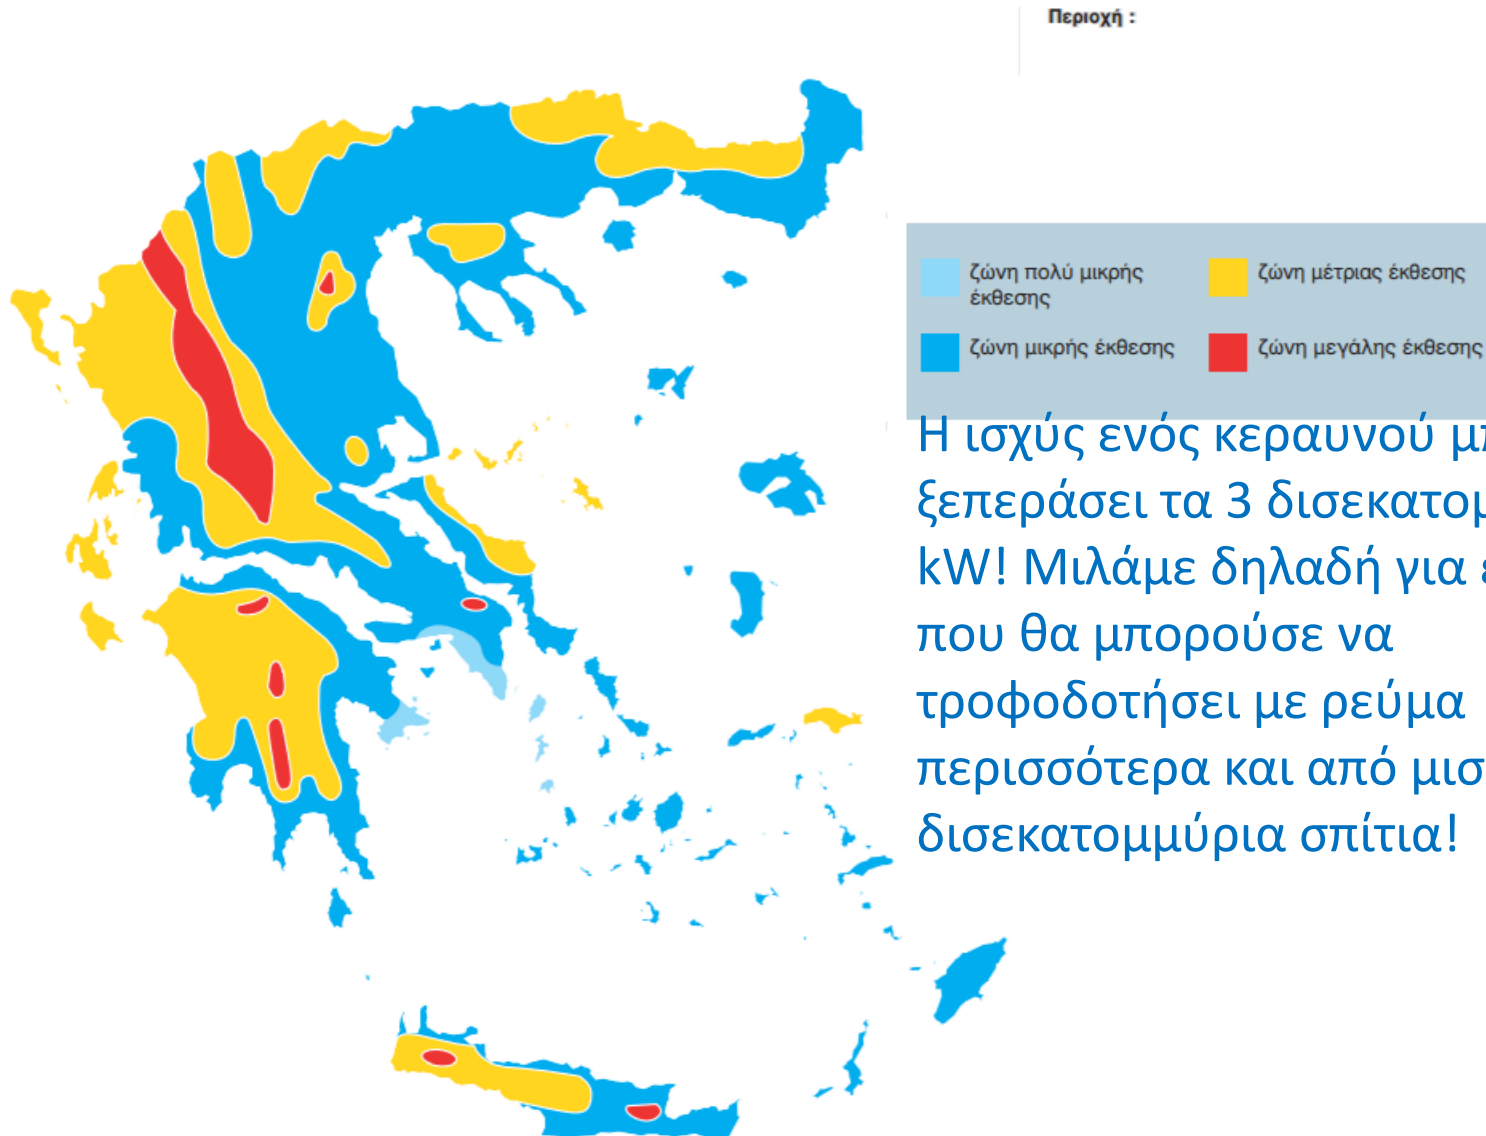 Περιοχή :
ζώνη πολύ μικρής
έκθεσης
ζώνη μέτριας έκθεσης
ζώνη μικρής έκθεσης
ζώνη μεγάλης έκθεσης
Η ισχύς ενός κεραυνού
ξεπεράσει τα 3
kW! Μιλάμε δηλαδή για
που θα μπορούσε να
τροφοδοτήσει με ρεύμα
περισσότερα και από
δισεκατομμύρια σπίτια!